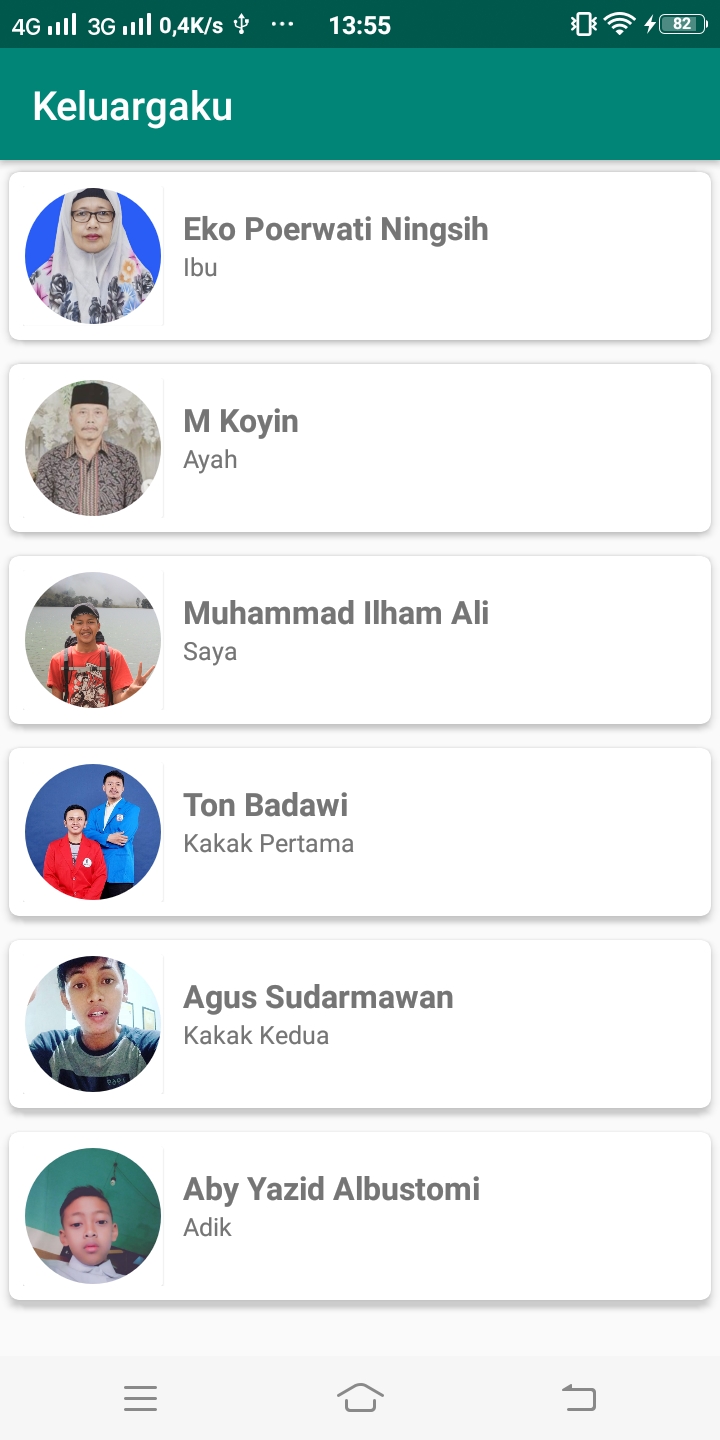 4G 3G 0,4K/s ... 13:55 82
Keluargaku
Eko Poerwati Ningsih
Ibu
M Koyin
Ayah
Muhammad Ilham Ali
Saya
Ton Badawi
Kakak Pertama
Agus Sudarmawan
Kakak Kedua
Aby Yazid Albustomi
Adik